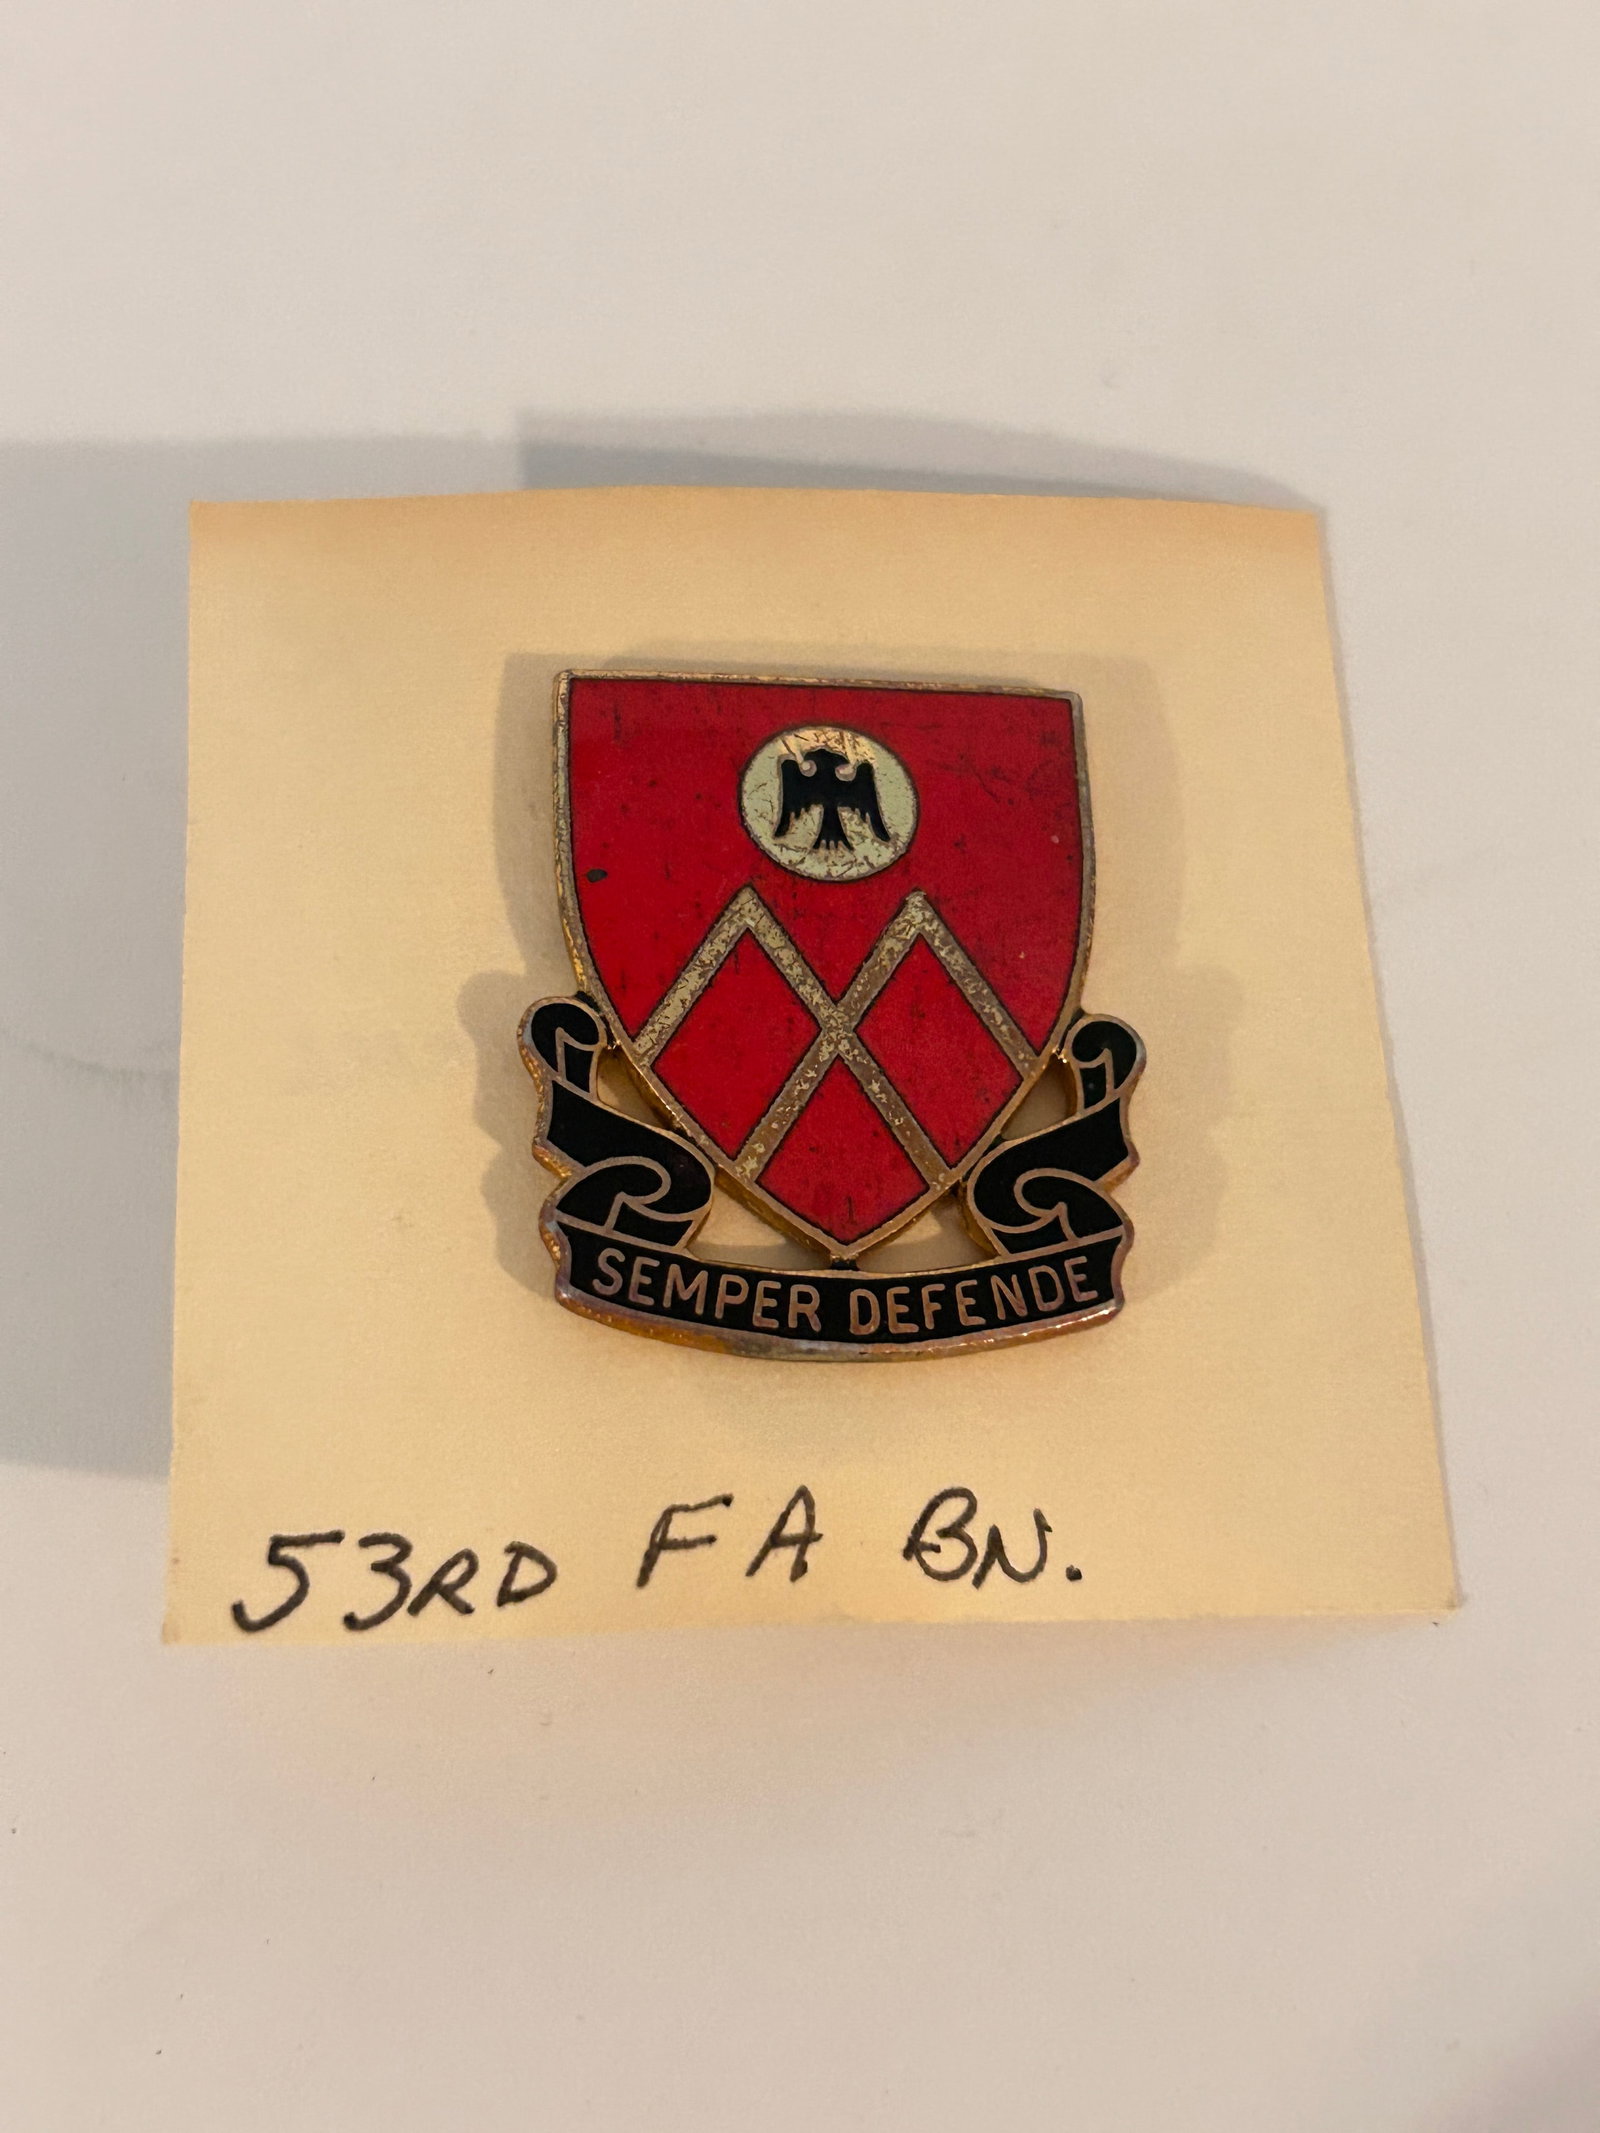 SEMPER DEFENDE
53RD FA BN.